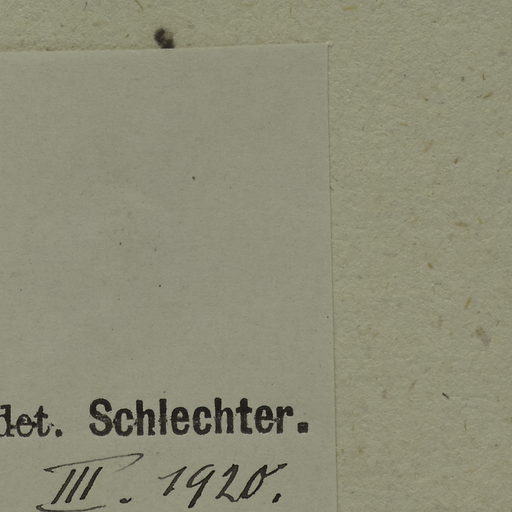 det. Schlechter.
III. 1920.